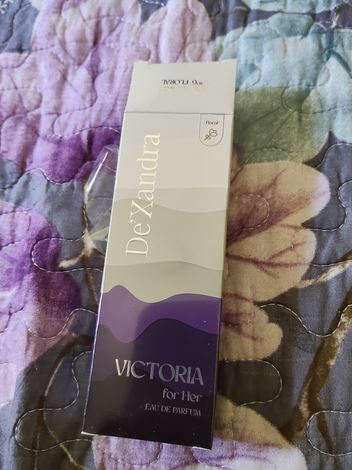 floral
De'Xandra
VICTORIA
for Her
EAU DE PARFUM